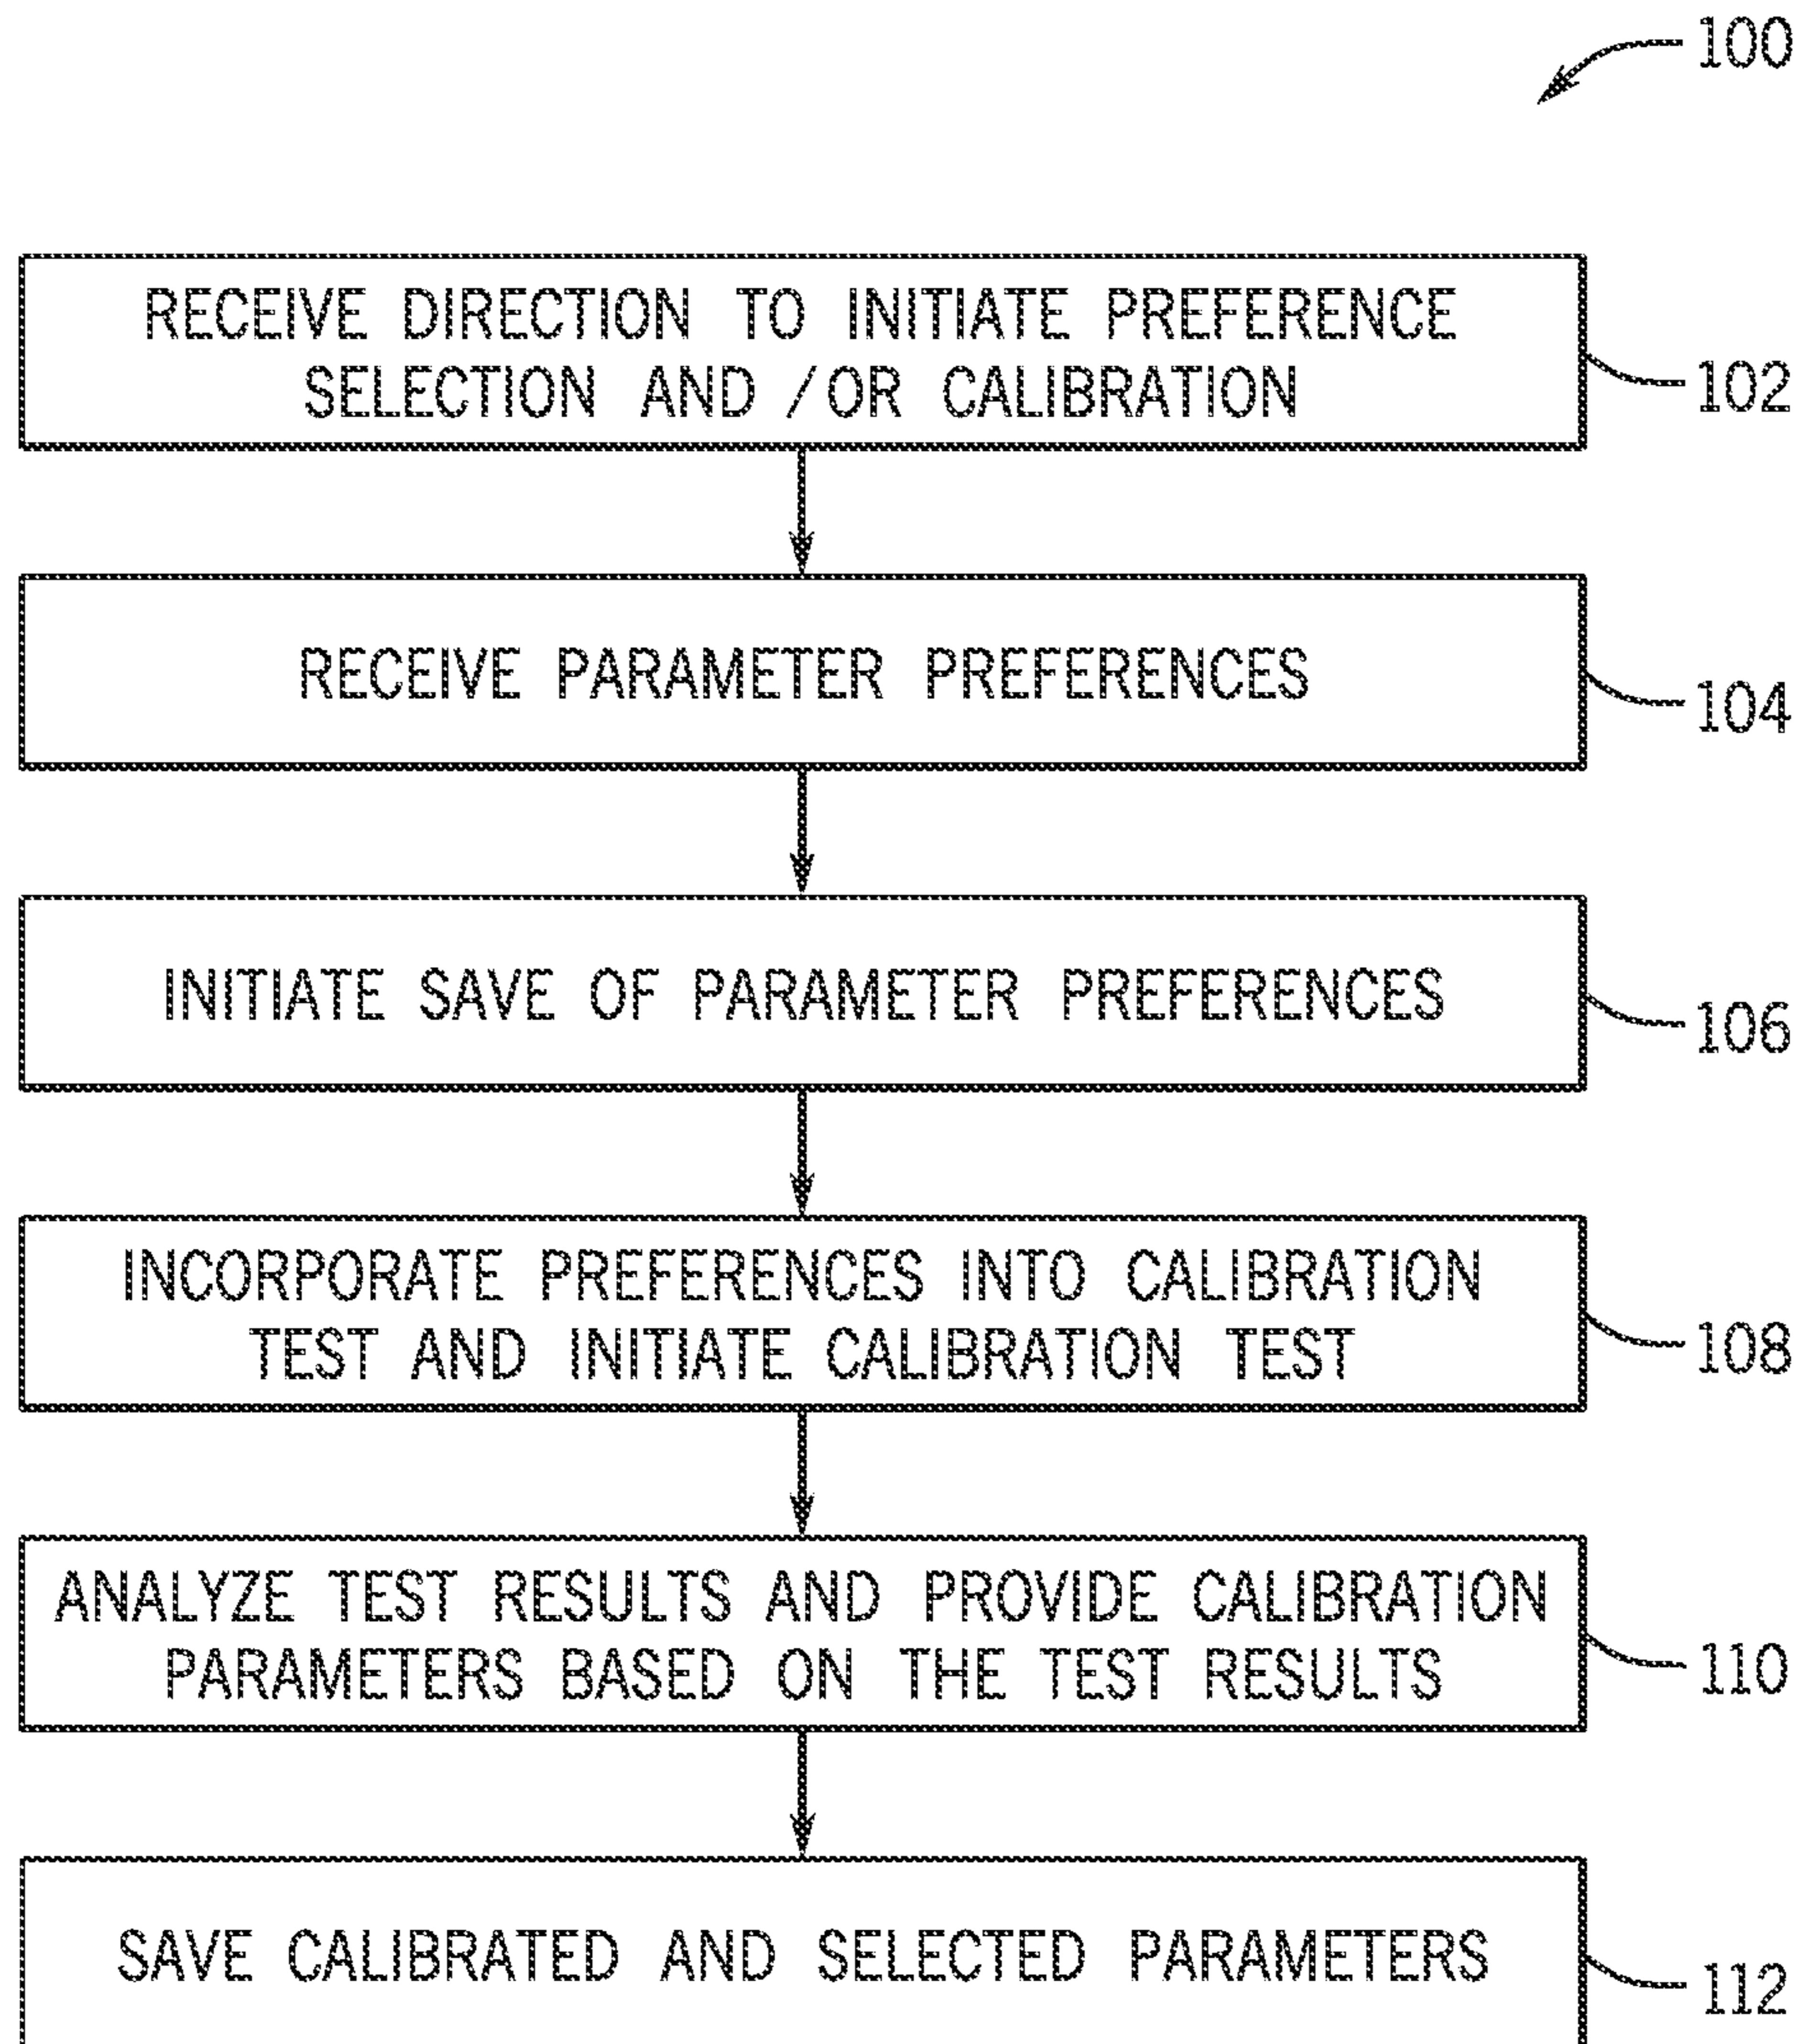 100
RECEIVE DIRECTION TO INITIATE PREFERENCE
SELECTION AND /OR CALIBRATION
102
RECEIVE PARAMETER PREFERENCES
104
INITIATE SAVE OF PARAMETER PREFERENCES
106
INCORPORATE PREFERENCES INTO CALIBRATION
TEST AND INITIATE CALIBRATION TEST
108
ANALYZE TEST RESULTS AND PROVIDE CALIBRATION
PARAMETERS BASED ON THE TEST RESULTS
110
SAVE CALIBRATED AND SELECTED PARAMETERS
112